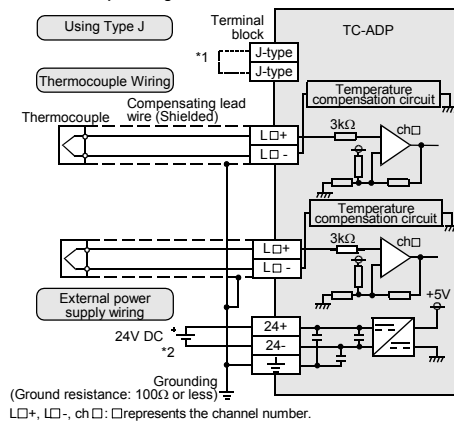 Using Type J
Terminal block
TC-ADP
*1
J-type
J-type
Thermocouple Wiring
Temperature compensation circuit
Thermocouple
Compensating lead wire (Shielded)
L□+
L□-
3kΩ
ch□
Temperature compensation circuit
L□+
L□-
3kΩ
ch□
External power supply wiring
+5V
24V DC
*2
24+
24-
Grounding
(Ground resistance: 100Ω or less)
L□+, L□-, ch□: □represents the channel number.